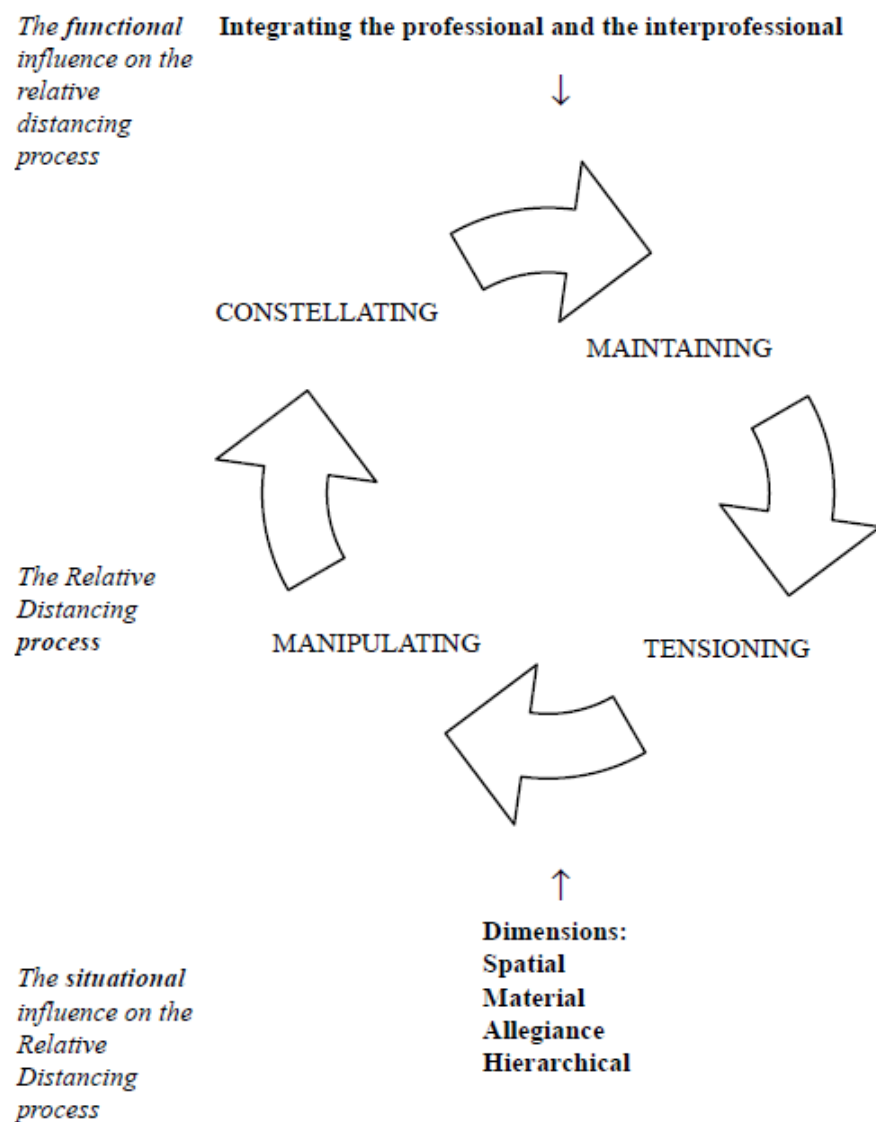 The functional
influence on the
relative
distancing
process
Integrating the professional and the interprofessional
↓
CONSTELLATING
MAINTAINING
The Relative
Distancing
process
MANIPULATING
TENSIONING
↑
Dimensions:
Spatial
Material
Allegiance
Hierarchical
The situational
influence on the
Relative
Distancing
process